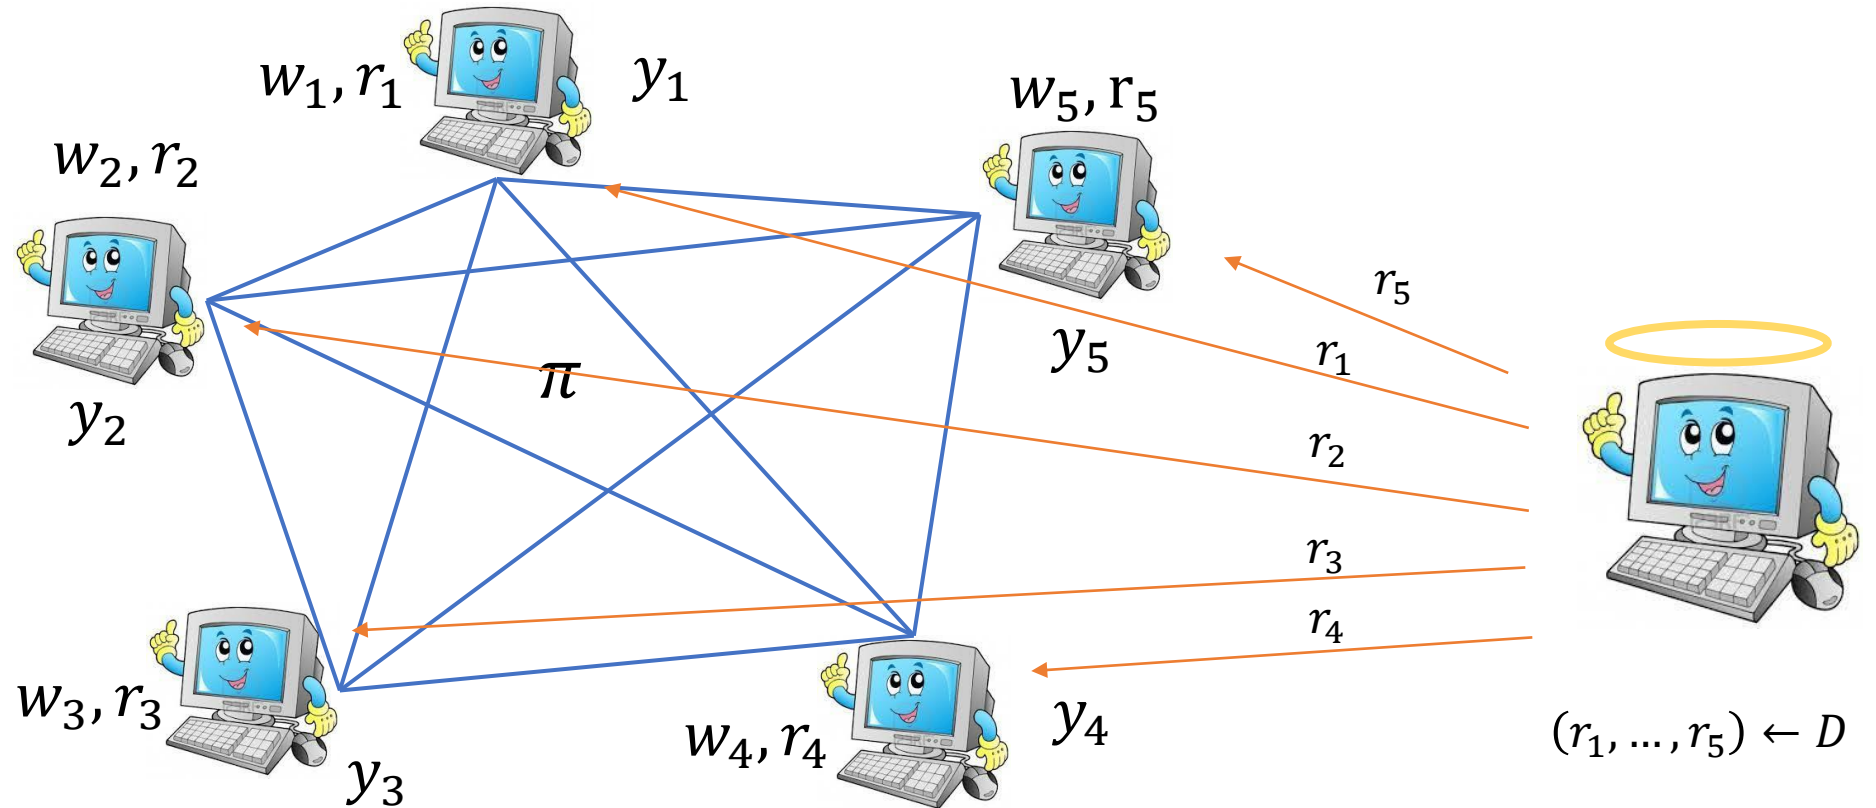 w₁, r₁
y₁
w₅, r₅
w₂, r₂
r₅
y₅
r₁
π
y₂
r₂
r₃
r₄
w₃, r₃
w₄, r₄
y₄
(r₁, …, r₅) ← D
y₃